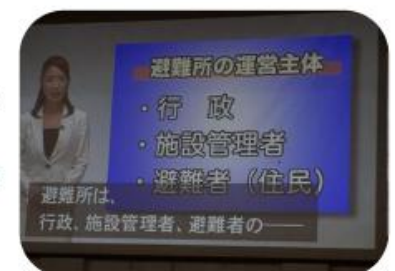 避難所の運営主体
・行 政
・施設管理者
・避難者(住民)
避難所は、
行政、施設管理者、避難者の――